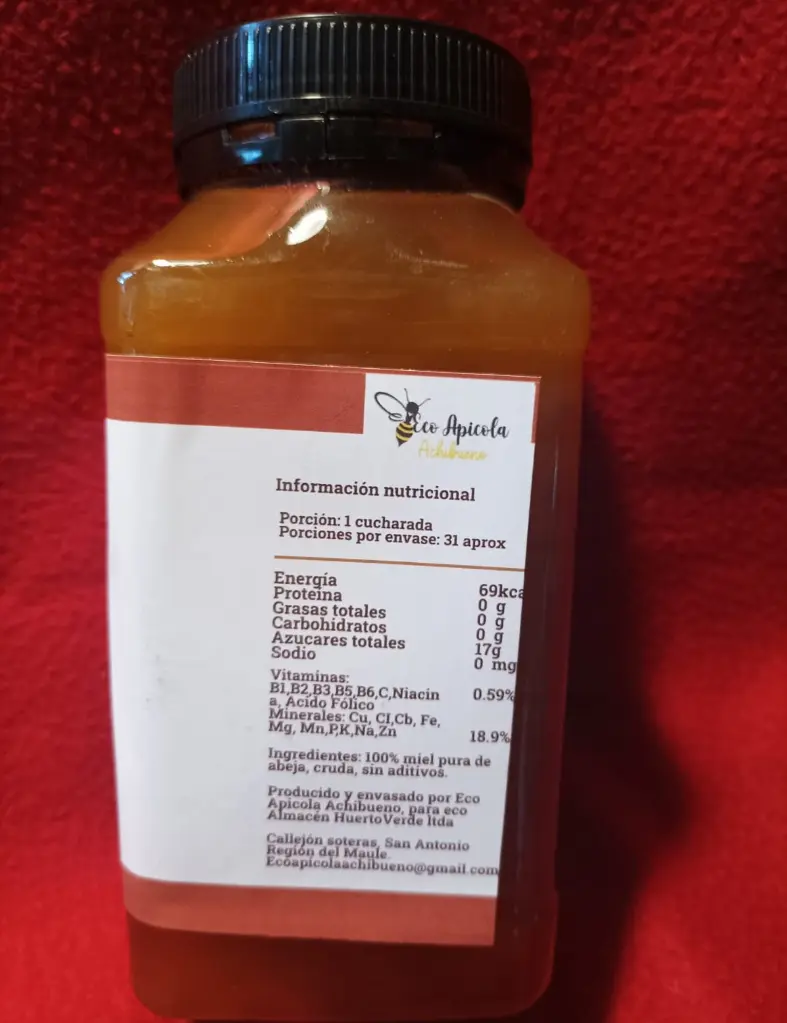 Eco Apicola
Achibueno
Información nutricional
Porción: 1 cucharada
Porciones por envase: 31 aprox
Energía 69kca
Proteína 0 g
Grasas totales 0 g
Carbohidratos 0 g
Azucares totales 17g
Sodio 0 mg
Vitaminas:
B1,B2,B3,B5,B6,C,Niacin 0.59%
a, Acido Fólico
Minerales: Cu, CI,Cb, Fe,
Mg, Mn,P,K,Na,Zn 18.9%
Ingredientes: 100% miel pura de
abeja, cruda, sin aditivos.
Producido y envasado por Eco
Apicola Achibueno, para eco
Almacén HuertoVerde ltda
Callejón soteras, San Antonio
Región del Maule.
Ecoapicolaachibueno@gmail.com